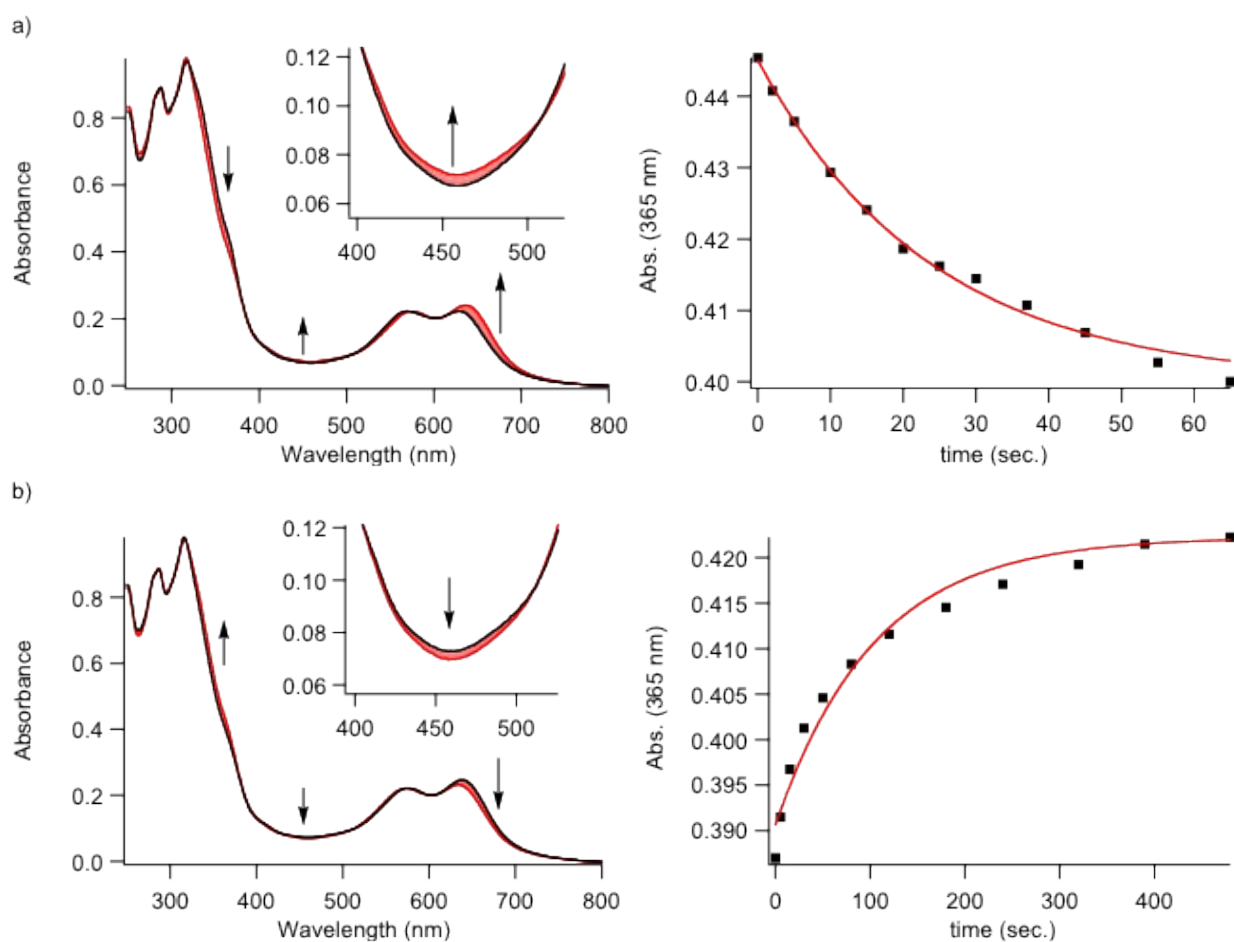 a)
Absorbance
0.8
0.6
0.4
0.2
0.0
300 400 500 600 700 800
Wavelength (nm)
0.12
0.10
0.08
0.06
400 450 500
Abs. (365 nm)
0.44
0.43
0.42
0.41
0.40
0 10 20 30 40 50 60
time (sec.)
b)
Absorbance
0.8
0.6
0.4
0.2
0.0
300 400 500 600 700 800
Wavelength (nm)
0.12
0.10
0.08
0.06
400 450 500
Abs. (365 nm)
0.420
0.415
0.410
0.405
0.400
0.395
0.390
0 100 200 300 400
time (sec.)